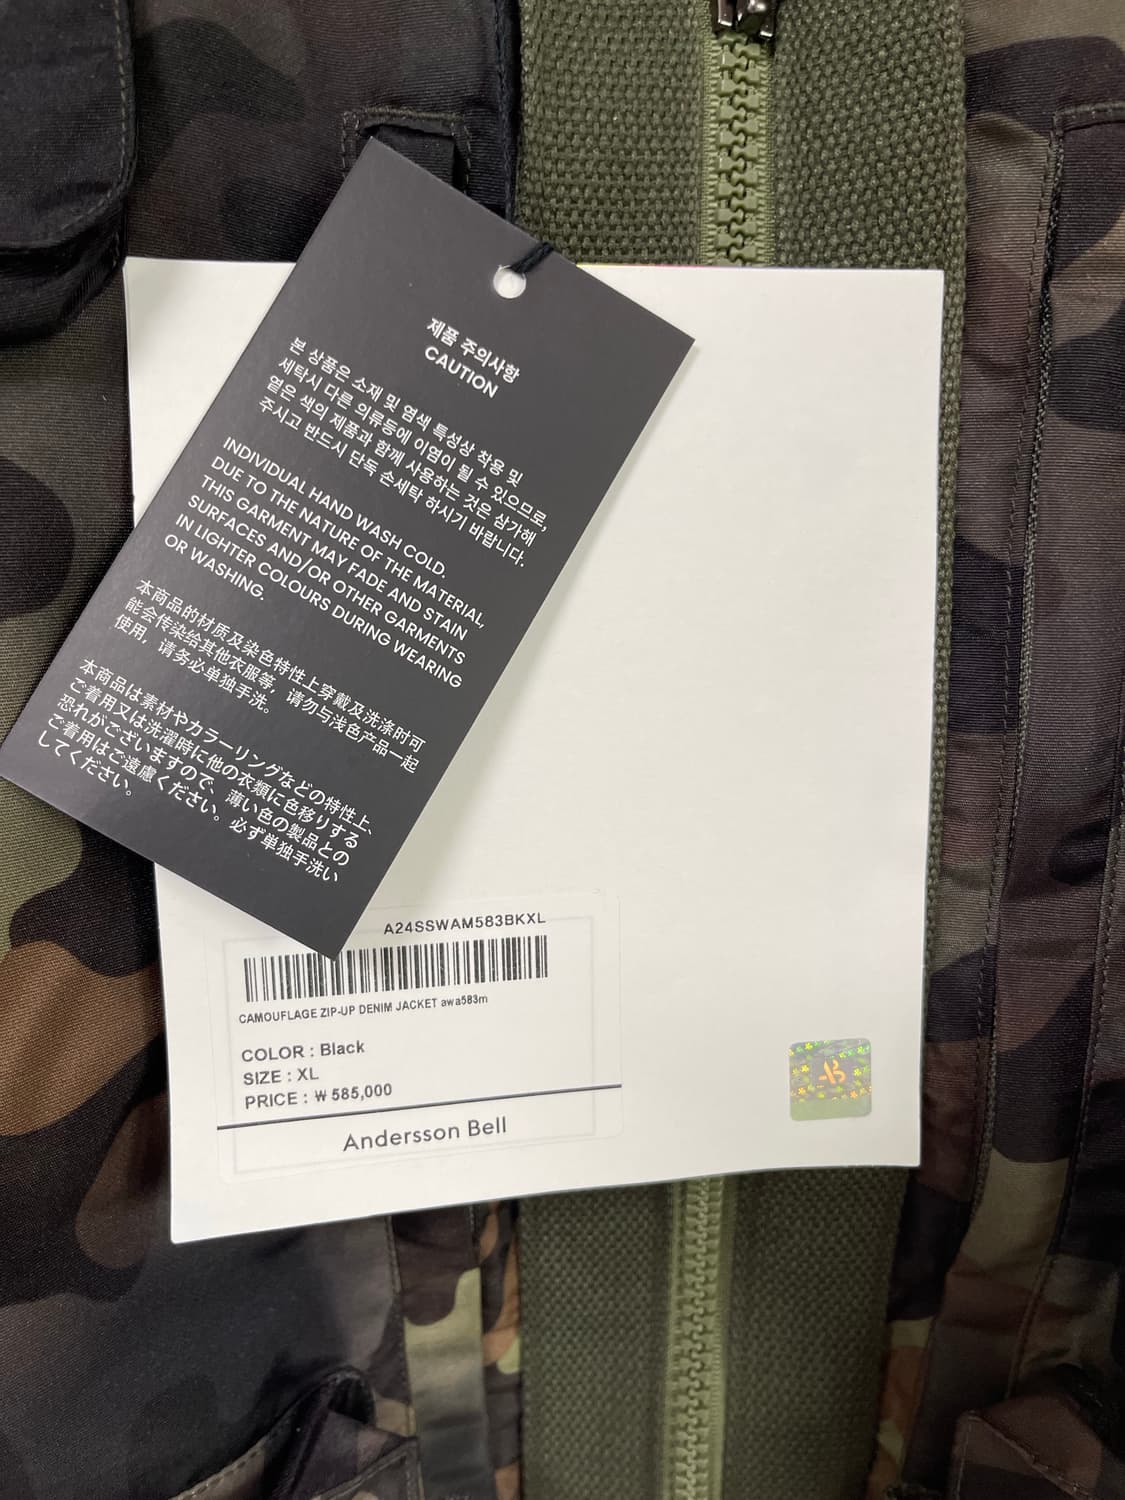 제품 주의사항
CAUTION
본 상품은 소재 및 염색 특성상 착용 및
세탁시 다른 의류등에 이염이 될 수 있으므로,
옅은 색의 제품과 함께 사용하는 것은 삼가해
주시고 반드시 단독 손세탁 하시기 바랍니다.
INDIVIDUAL HAND WASH COLD.
DUE TO THE NATURE OF THE MATERIAL,
THIS GARMENT MAY FADE AND STAIN
SURFACES AND/OR OTHER GARMENTS
IN LIGHTER COLOURS DURING WEARING
OR WASHING.
本商品的材质及染色特性上穿戴及洗涤时可
能会传染给其他衣服等，请勿与浅色产品一起
使用，请务必单独手洗。
本商品は素材やカラーリングなどの特性上、
ご着用又は洗濯時に他の衣類に色移りする
恐れがございますので、薄い色の製品との
ご着用はご遠慮ください。必ず単独手洗い
してください。
A24SSWAM583BKXL
CAMOUFLAGE ZIP-UP DENIM JACKET awa583m
COLOR : Black
SIZE : XL
PRICE : ₩ 585,000
Andersson Bell
AB